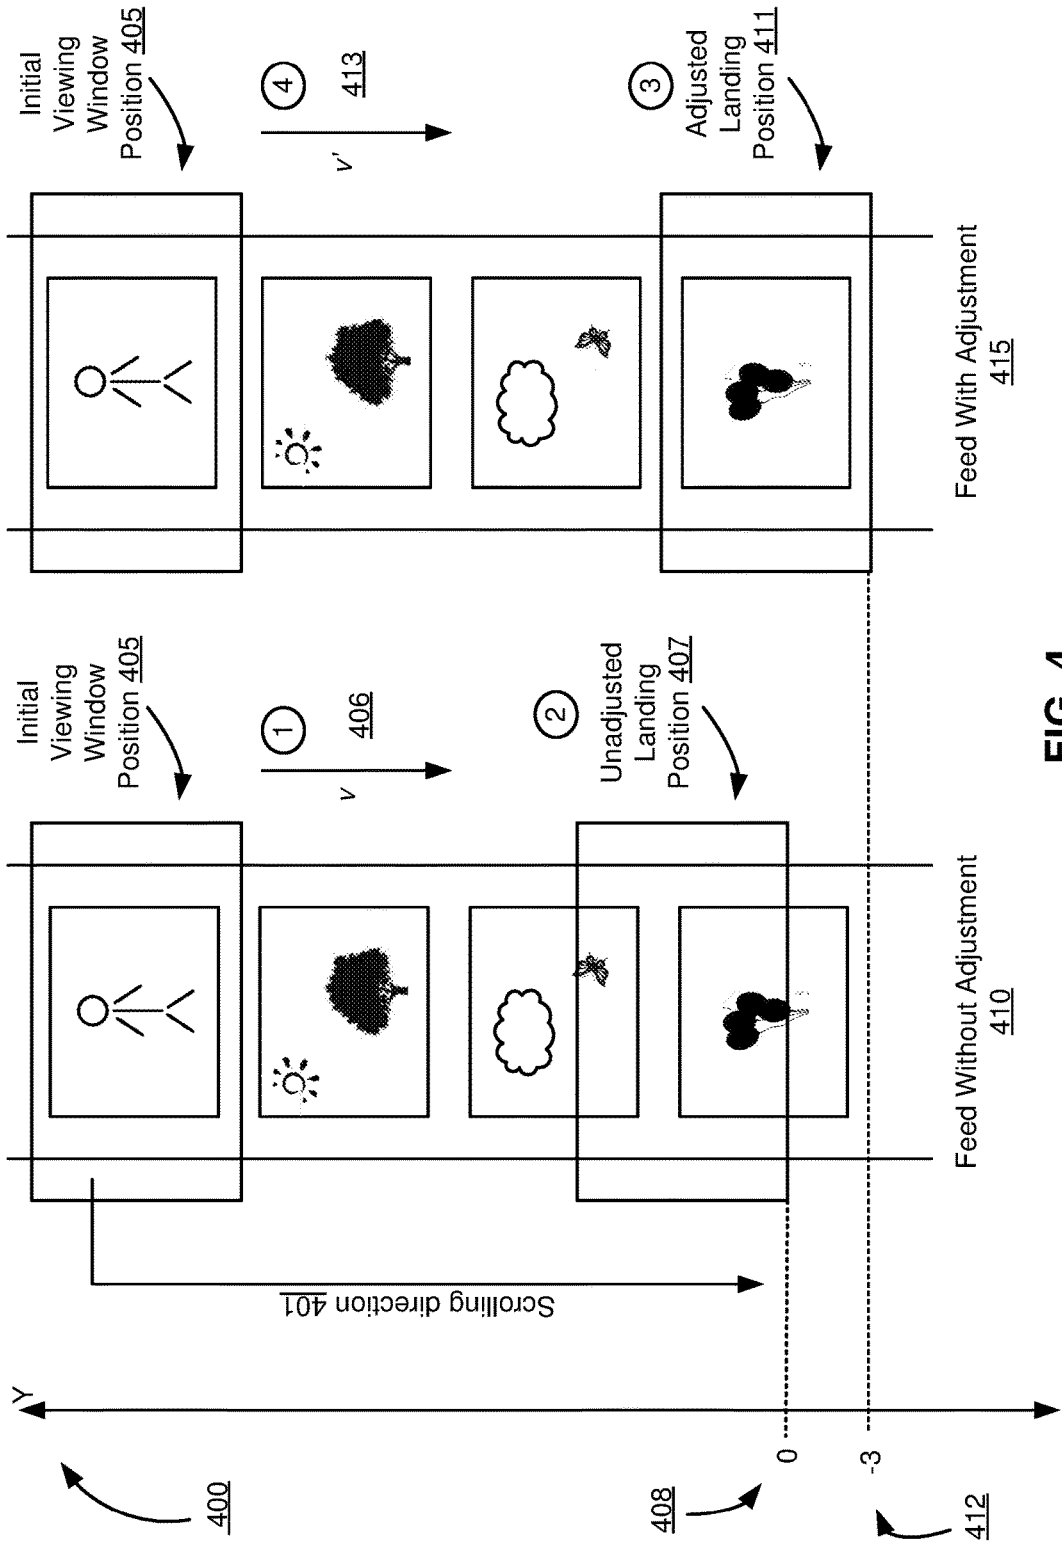 400
Y
408
0
412
-3
Scrolling direction 401
Initial
Viewing
Window
Position 405
1
v
406
2
Unadjusted
Landing
Position 407
Feed Without Adjustment
410
Initial
Viewing
Window
Position 405
4
v'
413
3
Adjusted
Landing
Position 411
Feed With Adjustment
415
FIG. 4